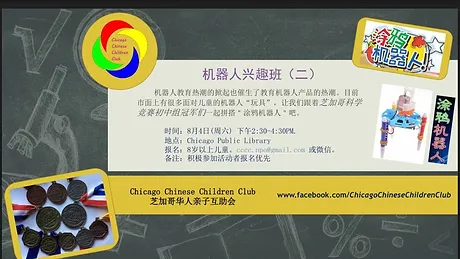 Chicago
Chinese
Children
Club
涂鸦
机器人!
机器人兴趣班（二）
机器人教育热潮的掀起也催生了教育机器人产品的热潮。目前
市面上有很多面对儿童的机器人“玩具”，让我们跟着芝加哥科学
竞赛初中组冠军们一起拼搭“涂鸦机器人”吧。
时间：8月4日(周六) 下午2:30-4:30PM.
地点：Chicago Public Library
报名：8岁以上儿童。cccc.npo@gmail.com 或微信。
备注：积极参加活动者报名优先
涂鸦机器人
Chicago Chinese Children Club
芝加哥华人亲子互助会
www.facebook.com/ChicagoChineseChildrenClub